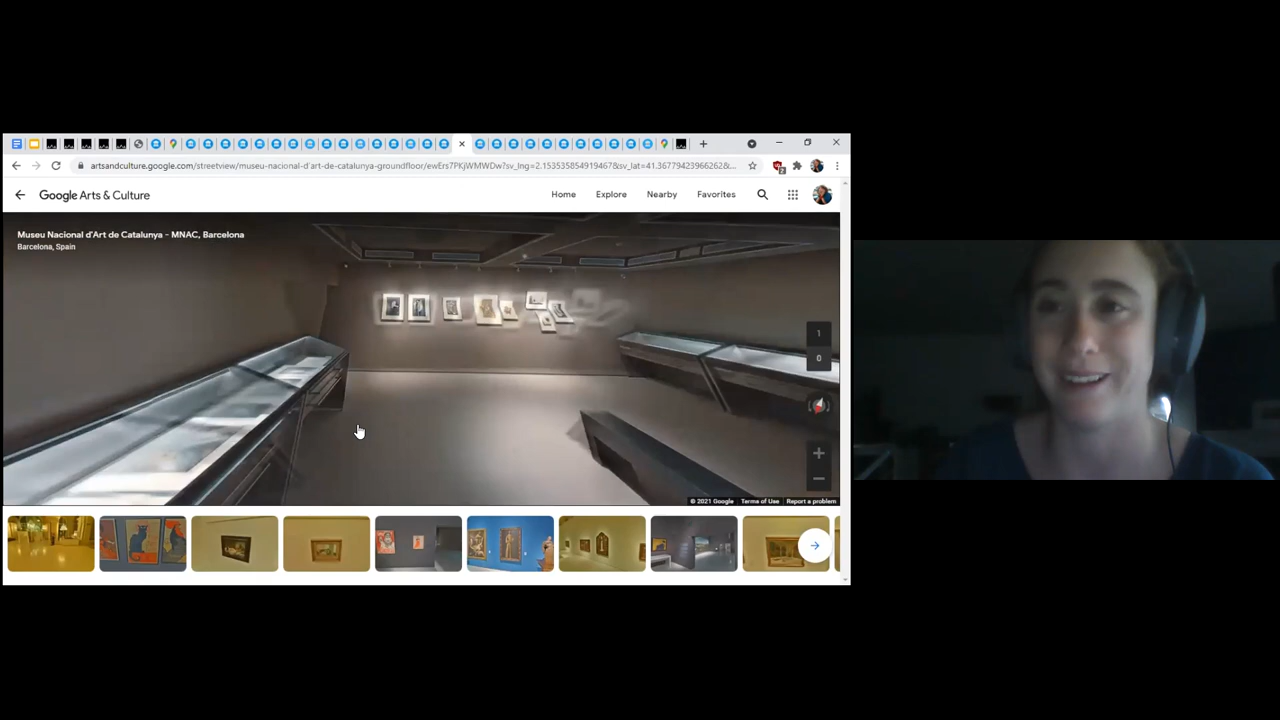 artsandculture.google.com/streetview/museu-nacional-d'art-de-catalunya-groundfloor/ewErs7PKjWMWDw?sv_lng=2.153535854919467&sv_lat=41.36779423966262&...
Google Arts & Culture
Home
Explore
Nearby
Favorites
Museu Nacional d'Art de Catalunya - MNAC, Barcelona
Barcelona, Spain
1
0
© 2021 Google
Terms of Use
Report a problem